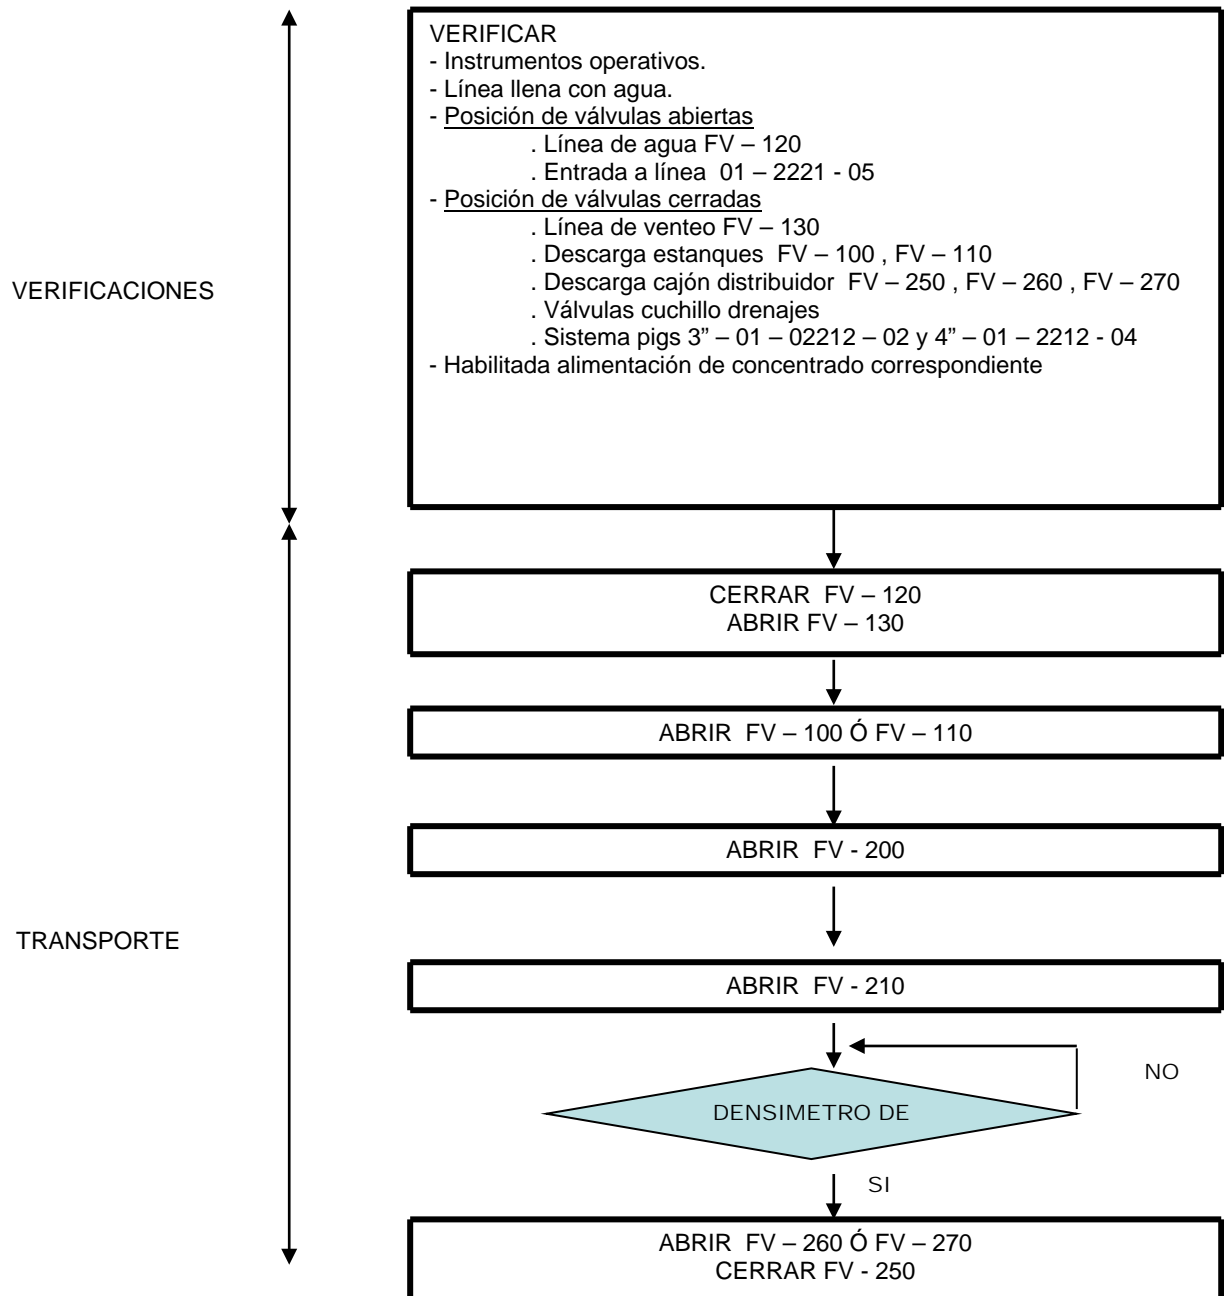 VERIFICAR
- Instrumentos operativos.
- Línea llena con agua.
- Posición de válvulas abiertas
. Línea de agua FV – 120
. Entrada a línea 01 – 2221 - 05
- Posición de válvulas cerradas
. Línea de venteo FV – 130
. Descarga estanques FV – 100 , FV – 110
. Descarga cajón distribuidor FV – 250 , FV – 260 , FV – 270
. Válvulas cuchillo drenajes
. Sistema pigs 3” – 01 – 02212 – 02 y 4” – 01 – 2212 - 04
- Habilitada alimentación de concentrado correspondiente
VERIFICACIONES
CERRAR FV – 120
ABRIR FV – 130
ABRIR FV – 100 Ó FV – 110
ABRIR FV - 200
TRANSPORTE
ABRIR FV - 210
NO
DENSIMETRO DE
SI
ABRIR FV – 260 Ó FV – 270
CERRAR FV - 250